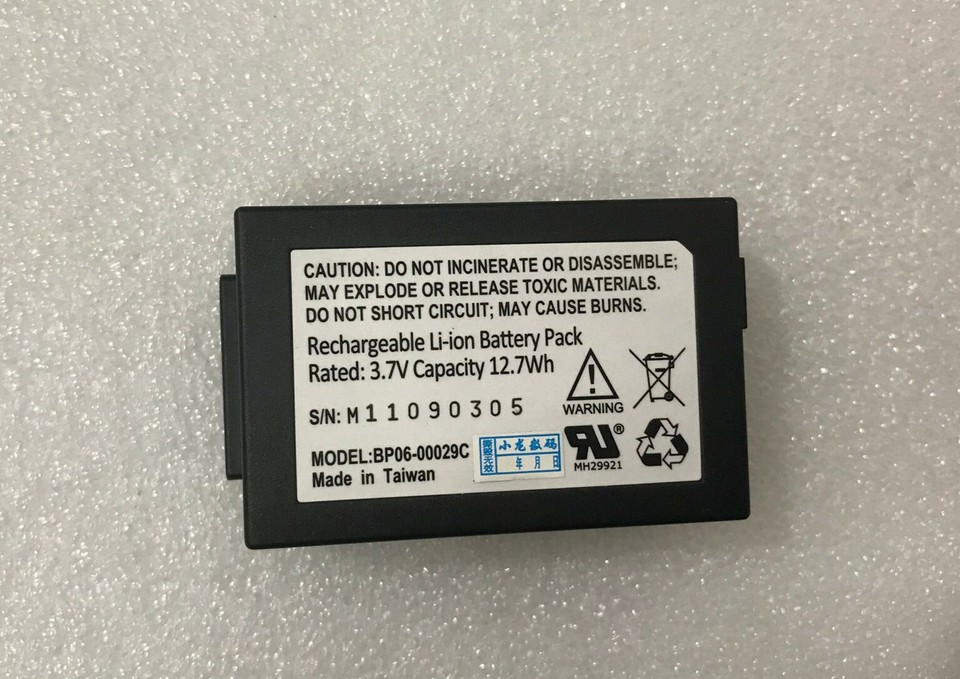 CAUTION: DO NOT INCINERATE OR DISASSEMBLE;
MAY EXPLODE OR RELEASE TOXIC MATERIALS.
DO NOT SHORT CIRCUIT; MAY CAUSE BURNS.
Rechargeable Li-ion Battery Pack
Rated: 3.7V Capacity 12.7Wh
WARNING
S/N: M 11090305
MODEL:BP06-00029C
Made in Taiwan
小龙数码
年 月 日
®
MH29921